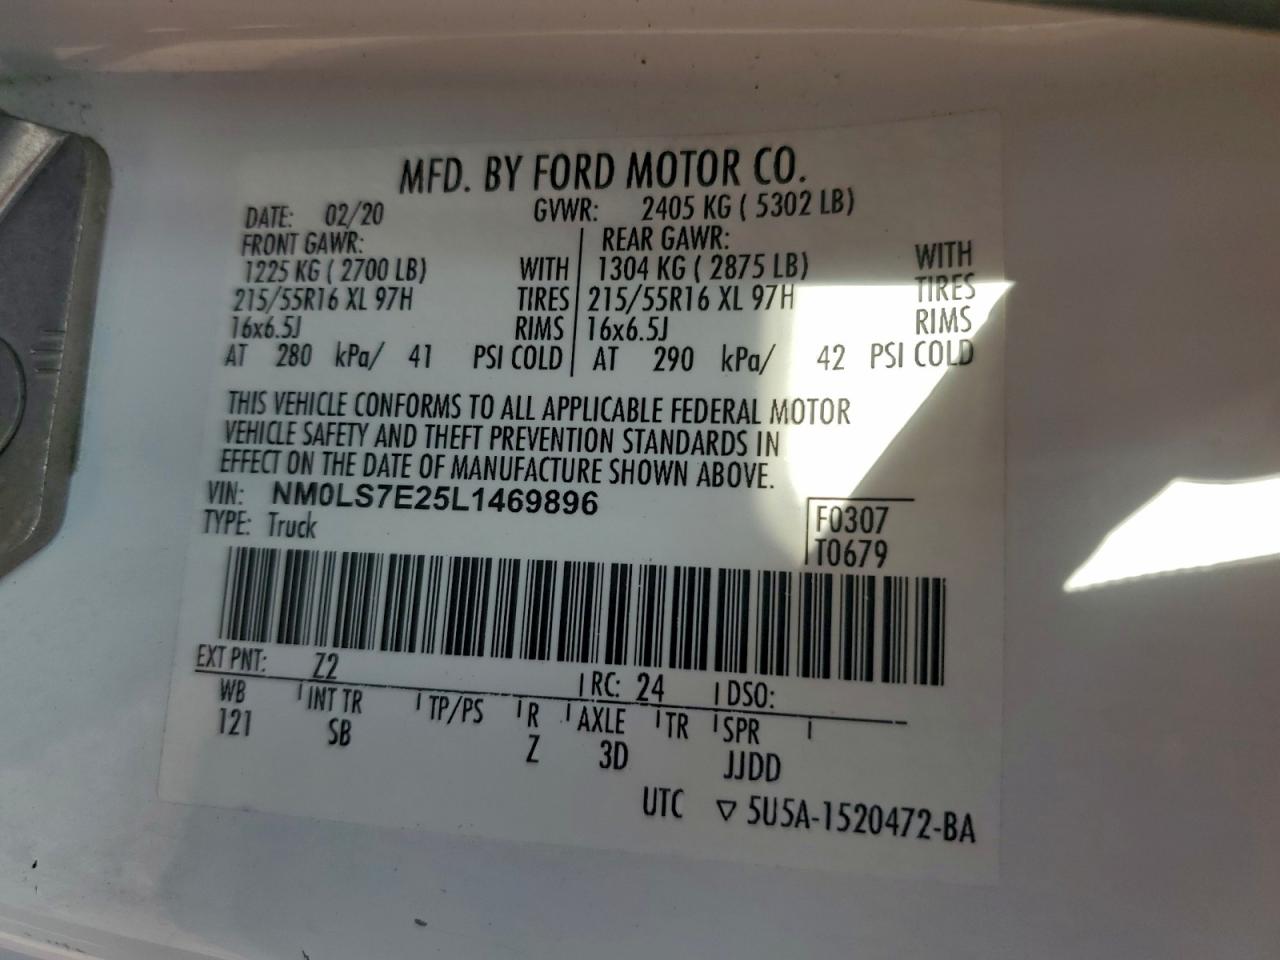 MFD. BY FORD MOTOR CO.
DATE: 02/20 GVWR: 2405 KG ( 5302 LB)
FRONT GAWR: REAR GAWR: WITH
1225 KG ( 2700 LB) WITH 1304 KG ( 2875 LB) TIRES
215/55R16 XL 97H TIRES 215/55R16 XL 97H RIMS
16x6.5J RIMS 16x6.5J
AT 280 kPa/ 41 PSI COLD AT 290 kPa/ 42 PSI COLD
THIS VEHICLE CONFORMS TO ALL APPLICABLE FEDERAL MOTOR
VEHICLE SAFETY AND THEFT PREVENTION STANDARDS IN
EFFECT ON THE DATE OF MANUFACTURE SHOWN ABOVE.
VIN: NM0LS7E25L1469896 F0307
TYPE: Truck T0679
EXT PNT: Z2 RC: 24 DSO:
WB INT TR TP/PS R AXLE TR SPR
121 SB Z 3D JJDD
UTC ▽ 5U5A-1520472-BA